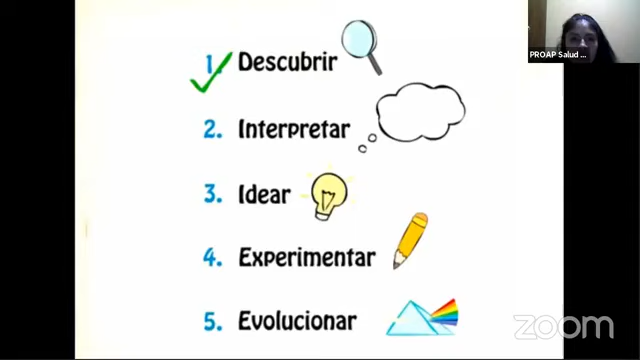 1. Descubrir
PROAP Salud ...
2. Interpretar
3. Idear
4. Experimentar
5. Evolucionar
zoom